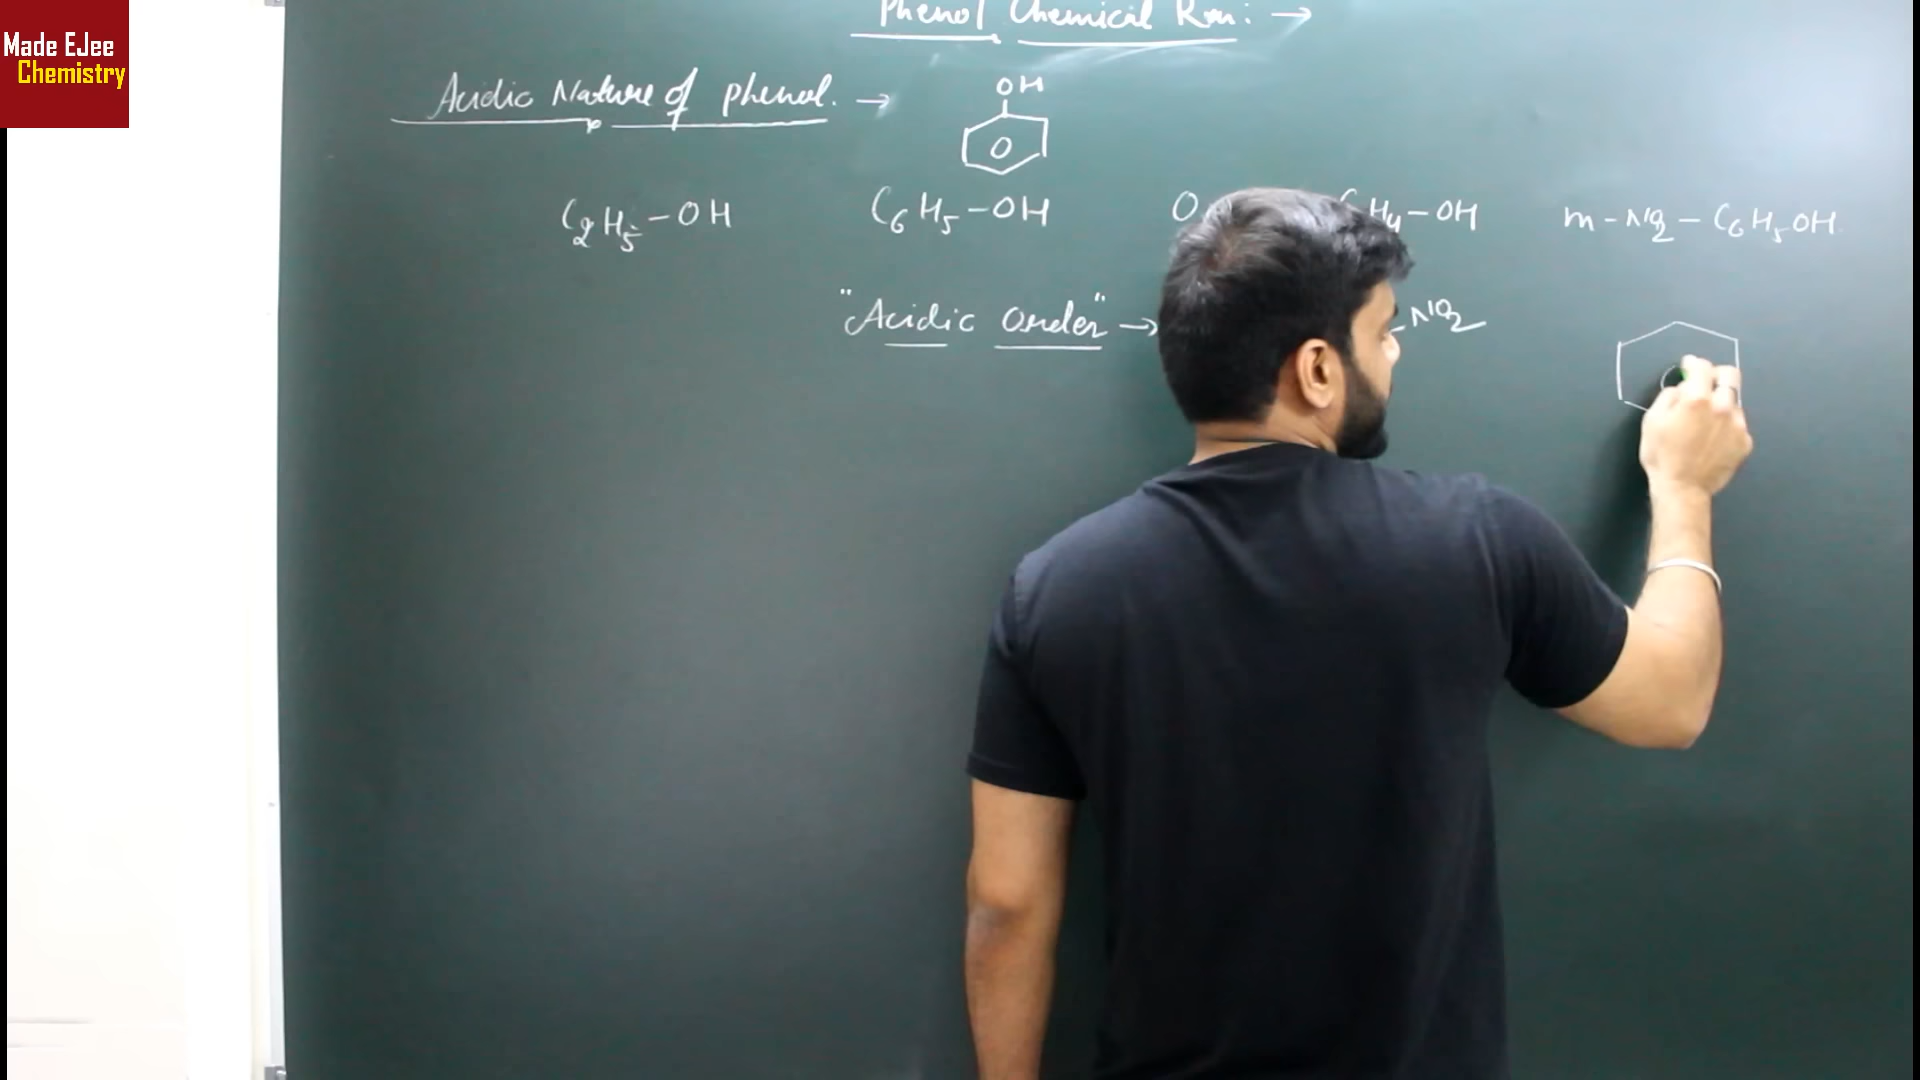 Made EJee
Chemistry
Phenol Chemical Rxn: →
Acidic Nature of phenol. →
OH
C2H5-OH C6H5-OH O H4-OH m-NO2-C6H5OH
"Acidic Order" → -NO2